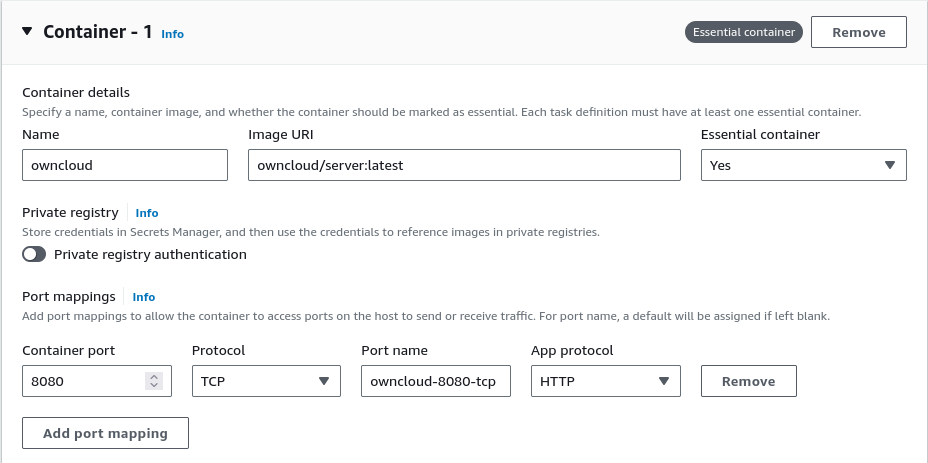 Container - 1 Info Essential container Remove
Container details
Specify a name, container image, and whether the container should be marked as essential. Each task definition must have at least one essential container.
Name Image URI Essential container
owncloud owncloud/server:latest Yes
Private registry Info
Store credentials in Secrets Manager, and then use the credentials to reference images in private registries.
Private registry authentication
Port mappings Info
Add port mappings to allow the container to access ports on the host to send or receive traffic. For port name, a default will be assigned if left blank.
Container port Protocol Port name App protocol
8080 TCP owncloud-8080-tcp HTTP Remove
Add port mapping